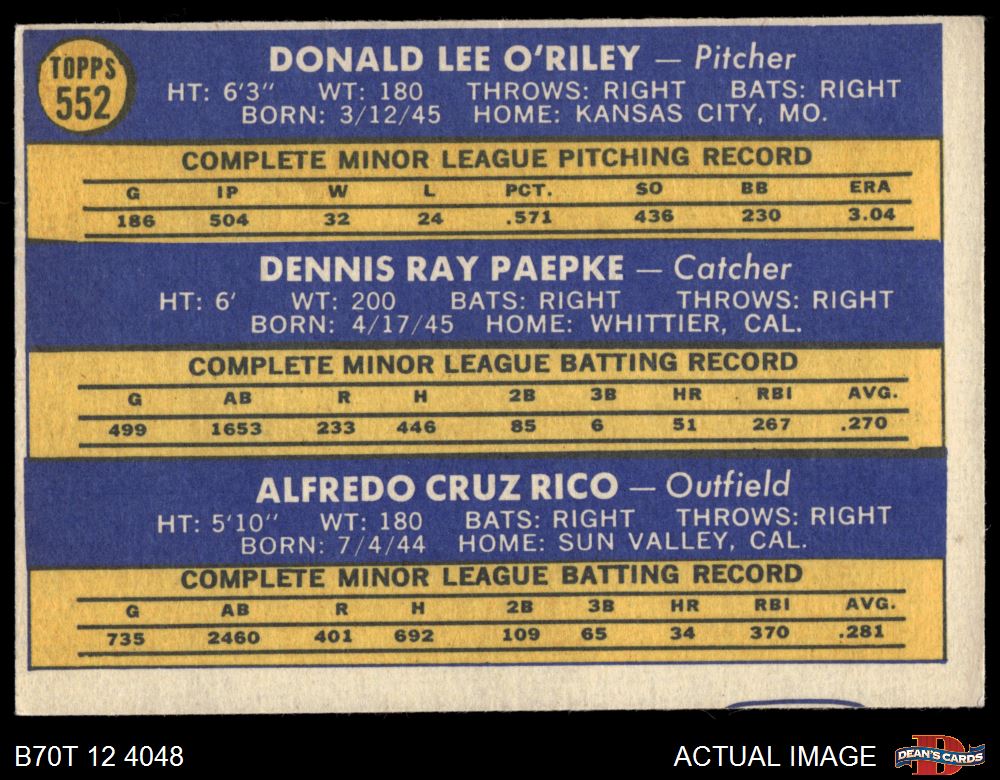 TOPPS
552
DONALD LEE O'RILEY — Pitcher
HT: 6'3" WT: 180 THROWS: RIGHT BATS: RIGHT
BORN: 3/12/45 HOME: KANSAS CITY, MO.
COMPLETE MINOR LEAGUE PITCHING RECORD
G IP W L PCT. SO BB ERA
186 504 32 24 .571 436 230 3.04
DENNIS RAY PAEPKE — Catcher
HT: 6' WT: 200 BATS: RIGHT THROWS: RIGHT
BORN: 4/17/45 HOME: WHITTIER, CAL.
COMPLETE MINOR LEAGUE BATTING RECORD
G AB R H 2B 3B HR RBI AVG.
499 1653 233 446 85 6 51 267 .270
ALFREDO CRUZ RICO — Outfield
HT: 5'10" WT: 180 BATS: RIGHT THROWS: RIGHT
BORN: 7/4/44 HOME: SUN VALLEY, CAL.
COMPLETE MINOR LEAGUE BATTING RECORD
G AB R H 2B 3B HR RBI AVG.
735 2460 401 692 109 65 34 370 .281
B70T 12 4048
ACTUAL IMAGE
D
DEAN'S CARDS